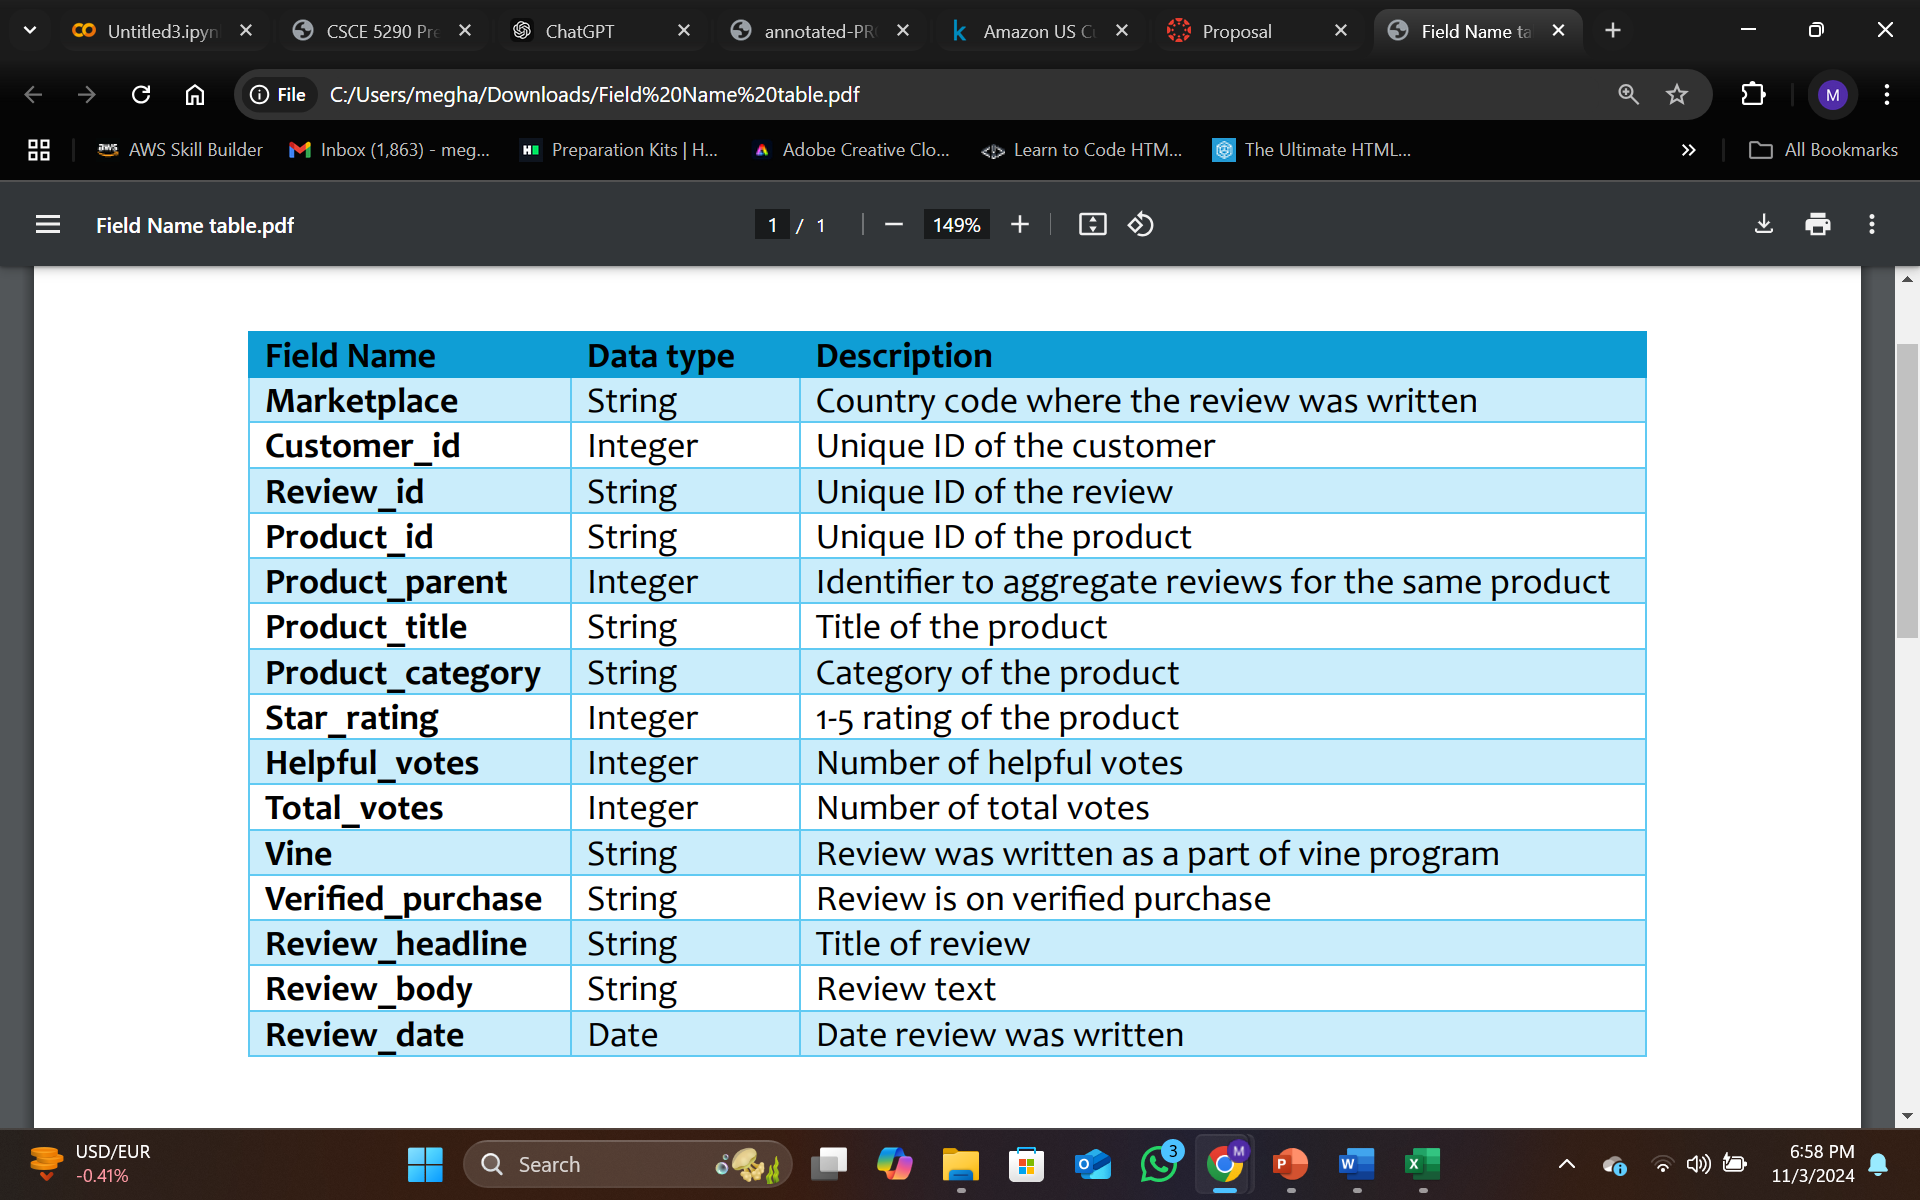 Untitled3.ipyn
CSCE 5290 Pr
ChatGPT
annotated-PR
Amazon US C
Proposal
Field Name ta
File C:/Users/megha/Downloads/Field%20Name%20table.pdf
M
AWS Skill Builder
Inbox (1,863) - meg...
Preparation Kits | H...
Adobe Creative Clo...
Learn to Code HTM...
The Ultimate HTML...
All Bookmarks
Field Name table.pdf
1 / 1
149%
Field Name Data type Description
Marketplace String Country code where the review was written
Customer_id Integer Unique ID of the customer
Review_id String Unique ID of the review
Product_id String Unique ID of the product
Product_parent Integer Identifier to aggregate reviews for the same product
Product_title String Title of the product
Product_category String Category of the product
Star_rating Integer 1-5 rating of the product
Helpful_votes Integer Number of helpful votes
Total_votes Integer Number of total votes
Vine String Review was written as a part of vine program
Verified_purchase String Review is on verified purchase
Review_headline String Title of review
Review_body String Review text
Review_date Date Date review was written
USD/EUR
-0.41%
Search
3
M
6:58 PM
11/3/2024